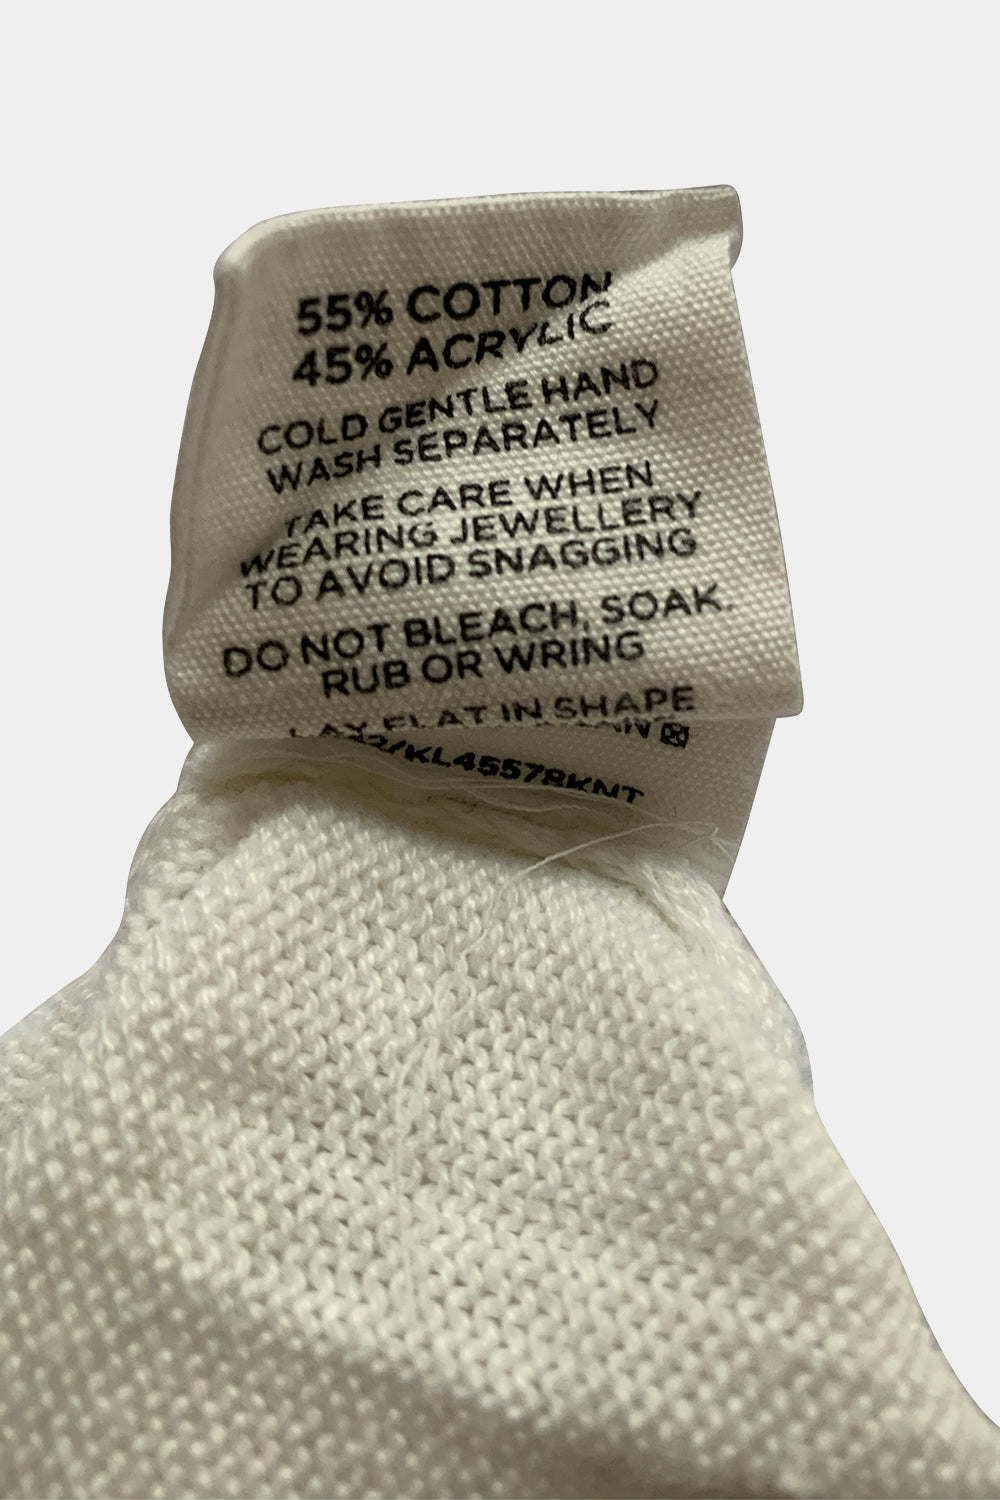 55% COTTON
45% ACRYLIC
COLD GENTLE HAND
WASH SEPARATELY
TAKE CARE WHEN
WEARING JEWELLERY
TO AVOID SNAGGING
DO NOT BLEACH, SOAK.
RUB OR WRING
LAY FLAT IN SHAPE
/KL45578KNT